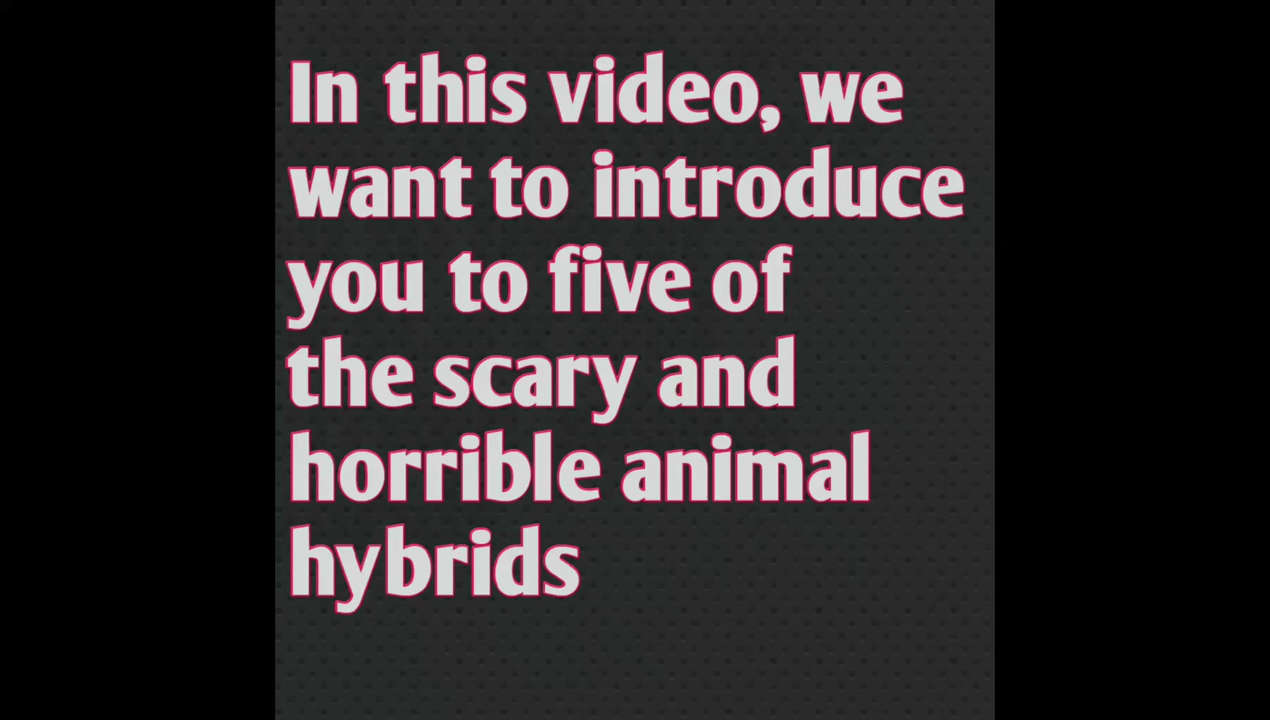 In this video, we
want to introduce
you to five of
the scary and
horrible animal
hybrids